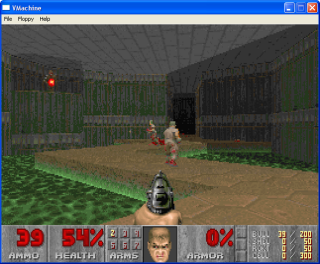 VMachine
File Floppy Help
39 54% 2 3 4 0% BULL 39 / 200
5 6 7 SHEL 0 / 50
ROKT 0 / 50
AMMO HEALTH ARMS ARMOR CELL 0 / 300